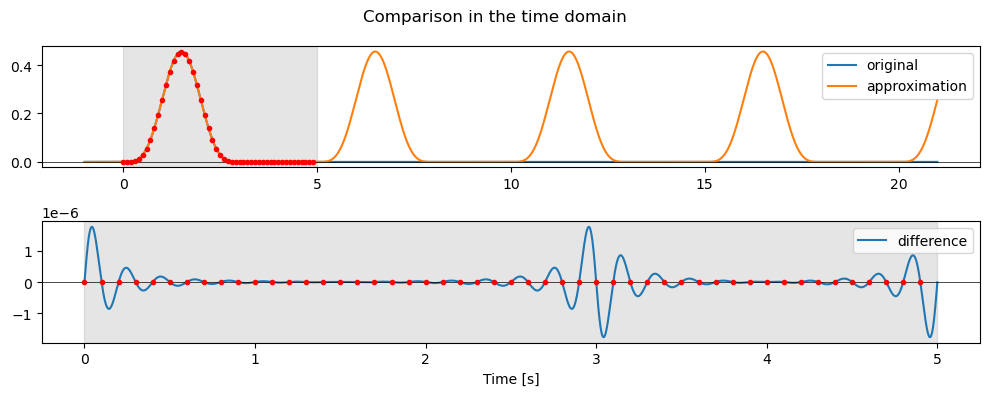 Comparison in the time domain
0.4
0.2
0.0
original
approximation
0 5 10 15 20
1e−6
1
0
−1
difference
0 1 2 3 4 5
Time [s]